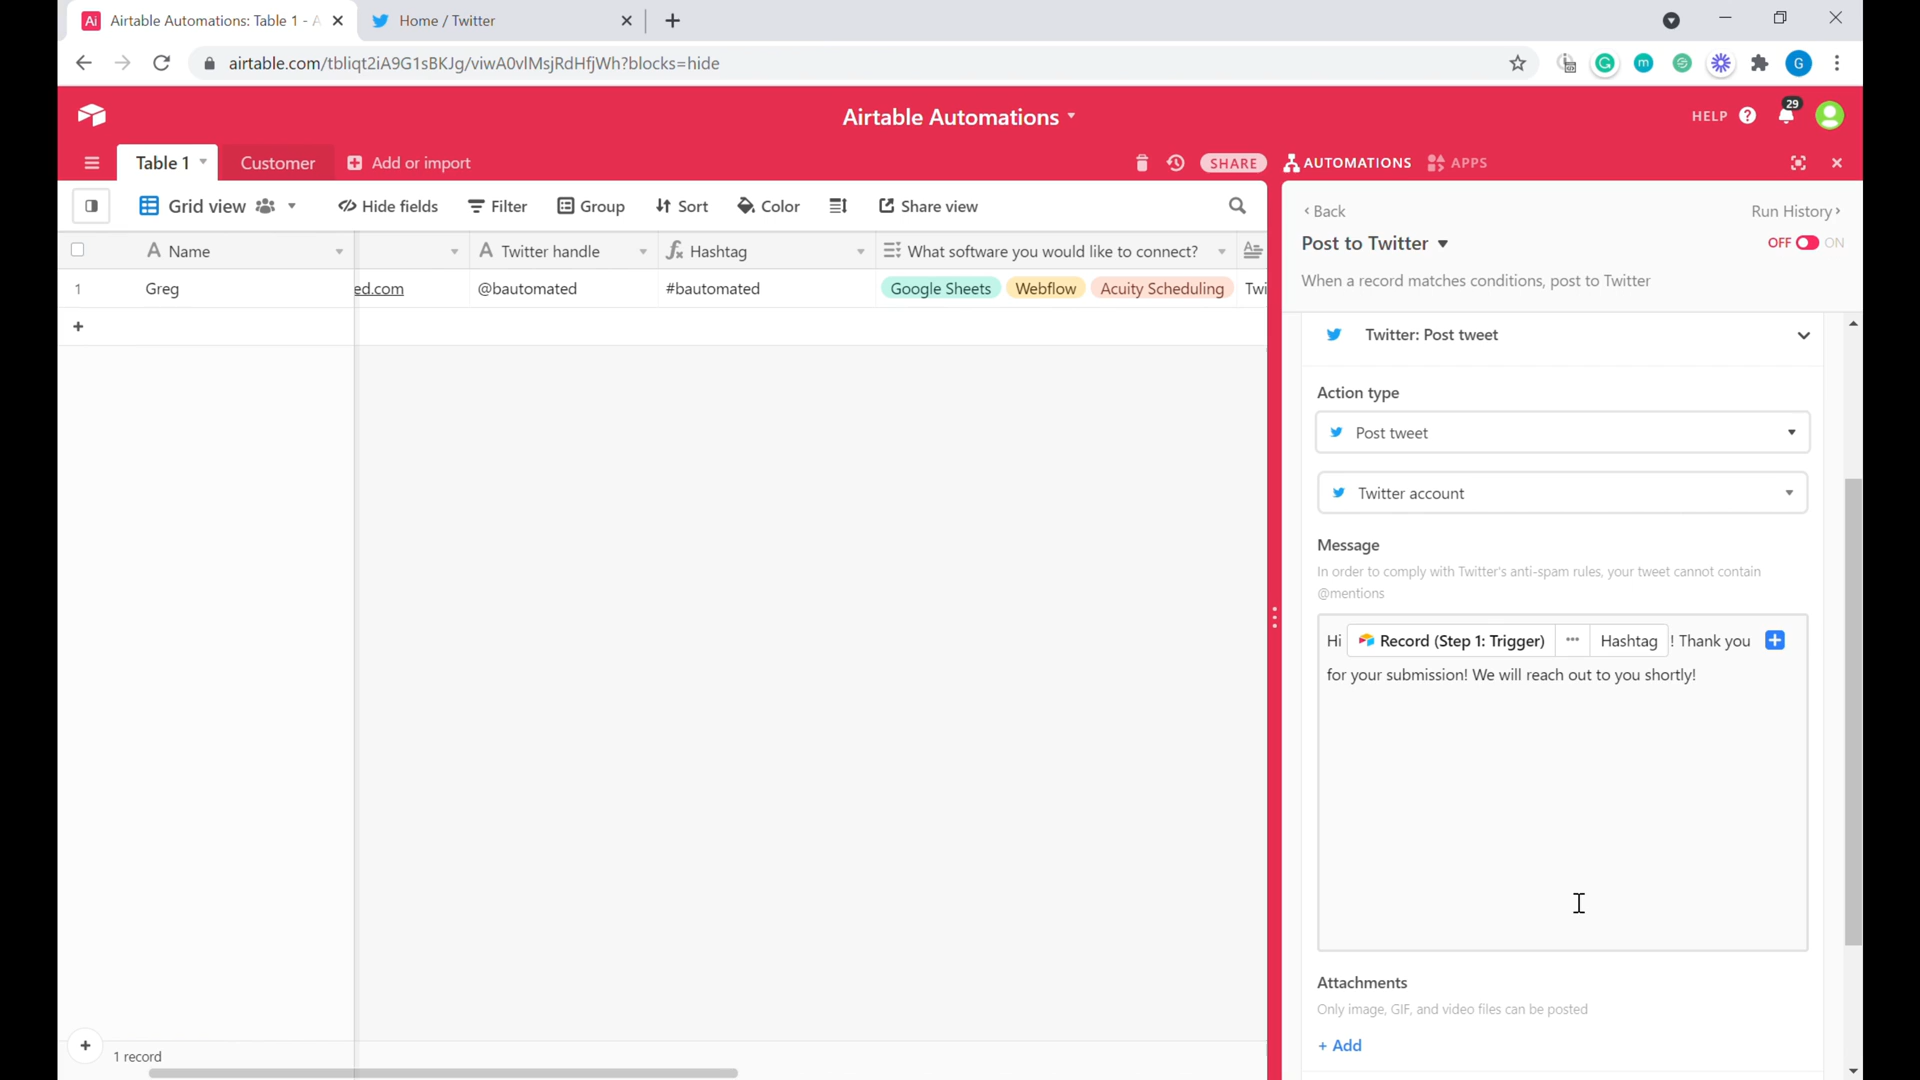 Airtable Automations: Table 1 - A
Home / Twitter
airtable.com/tbliqt2iA9G1sBKJg/viwA0vlMsjRdHfjWh?blocks=hide
G
Airtable Automations
HELP
29
Table 1
Customer
Add or import
SHARE
AUTOMATIONS
APPS
Grid view
Hide fields
Filter
Group
Sort
Color
Share view
Name
Twitter handle
Hashtag
What software you would like to connect?
1
Greg
ed.com
@bautomated
#bautomated
Google Sheets
Webflow
Acuity Scheduling
Twi
+
1 record
Back
Run History
Post to Twitter
OFF
ON
When a record matches conditions, post to Twitter
Twitter: Post tweet
Action type
Post tweet
Twitter account
Message
In order to comply with Twitter's anti-spam rules, your tweet cannot contain
@mentions
Hi Record (Step 1: Trigger) ••• Hashtag ! Thank you
for your submission! We will reach out to you shortly!
Attachments
Only image, GIF, and video files can be posted
+ Add